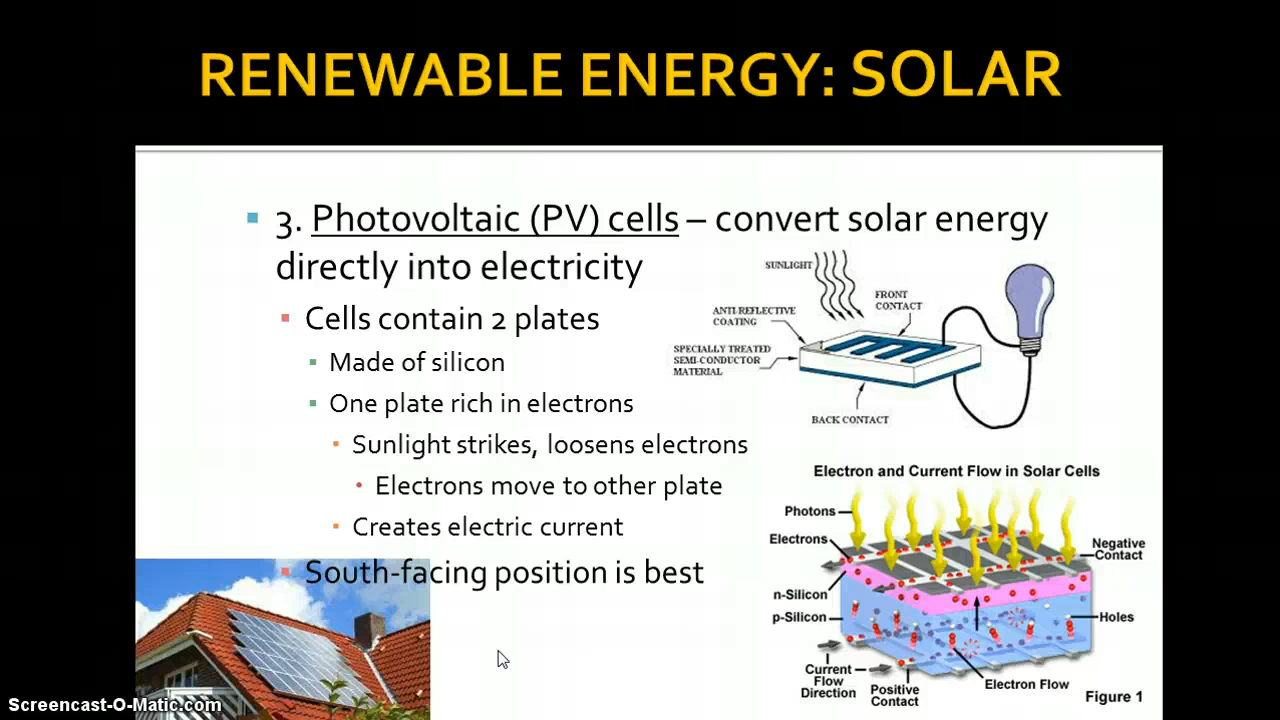 RENEWABLE ENERGY: SOLAR
3. Photovoltaic (PV) cells – convert solar energy
directly into electricity
Cells contain 2 plates
Made of silicon
One plate rich in electrons
Sunlight strikes, loosens electrons
Electrons move to other plate
Creates electric current
South-facing position is best
SUNLIGHT
FRONT
CONTACT
ANTI-REFLECTIVE
COATING
SPECIALLY TREATED
SEMI-CONDUCTOR
MATERIAL
BACK CONTACT
Electron and Current Flow in Solar Cells
Photons
Electrons
Negative
Contact
n-Silicon
p-Silicon
Holes
Current
Flow
Direction
Positive
Contact
Electron Flow
Figure 1
Screencast-O-Matic.com